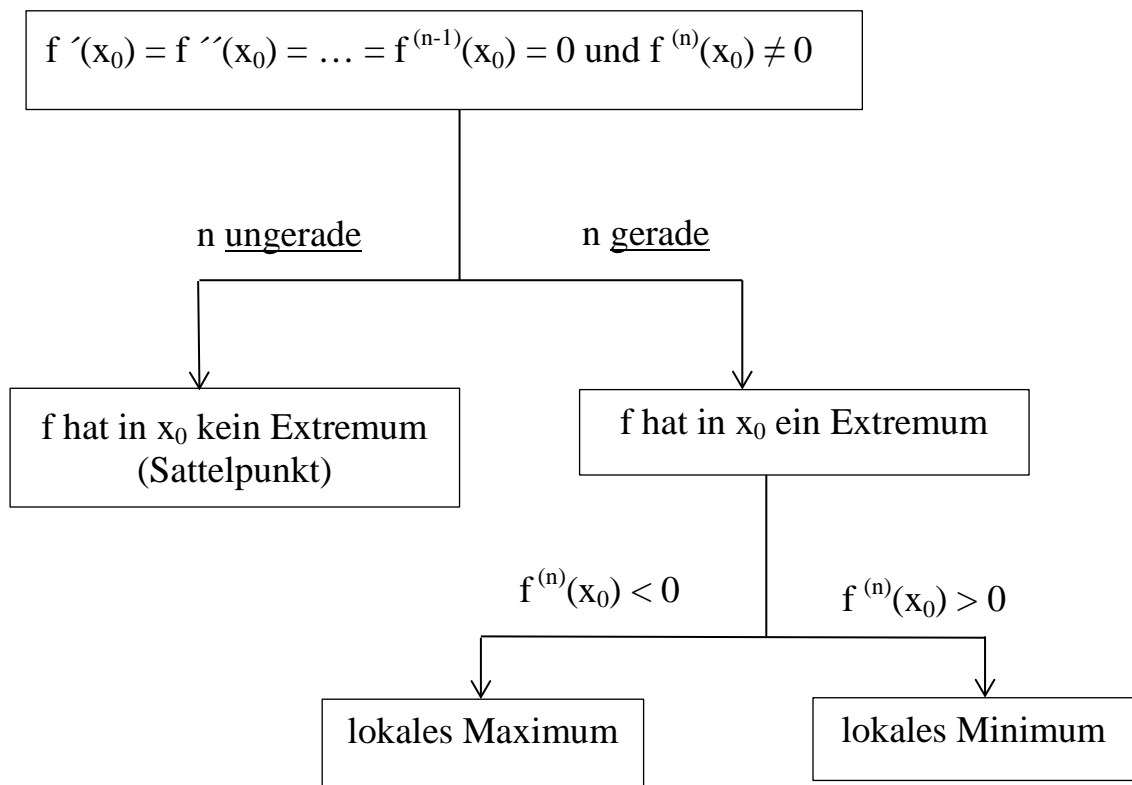 f ´(x₀) = f ´´(x₀) = … = f⁽ⁿ⁻¹⁾(x₀) = 0 und f ⁽ⁿ⁾(x₀) ≠ 0
n ungerade
n gerade
f hat in x₀ kein Extremum
(Sattelpunkt)
f hat in x₀ ein Extremum
f ⁽ⁿ⁾(x₀) < 0
f ⁽ⁿ⁾(x₀) > 0
lokales Maximum
lokales Minimum